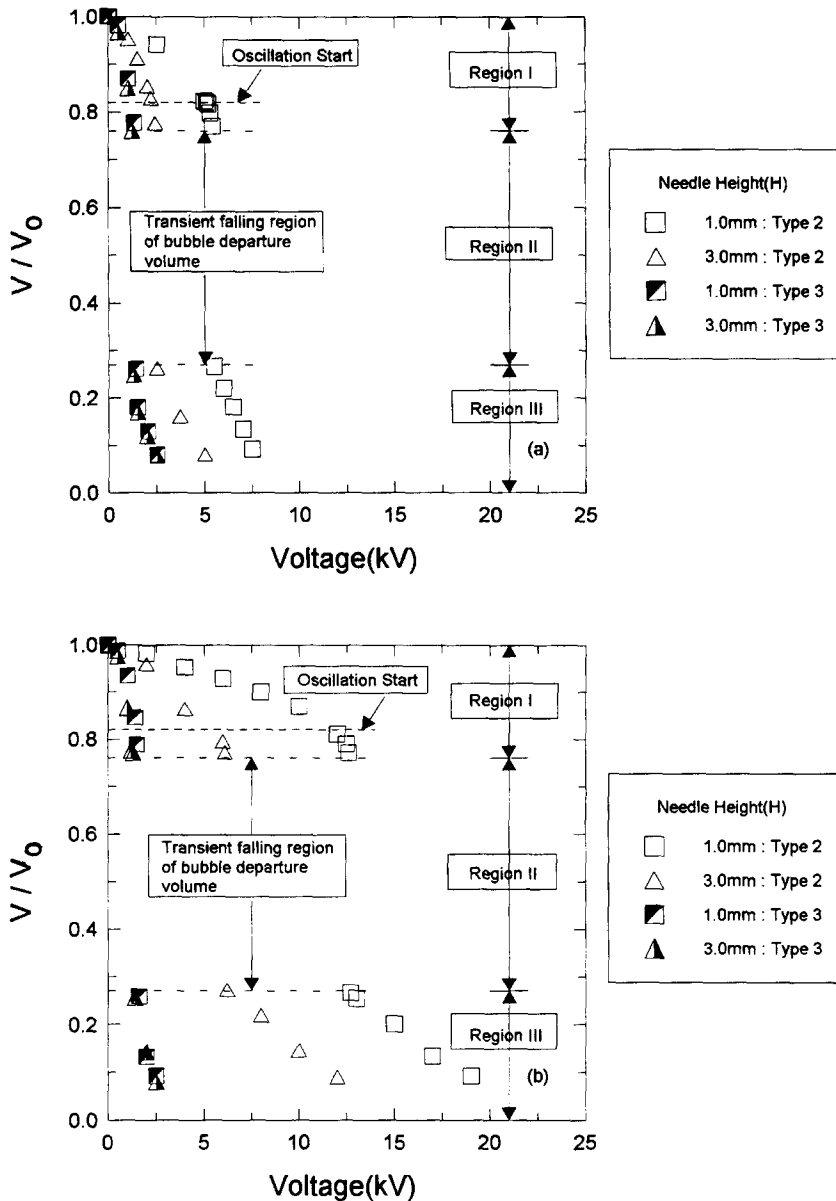 1.0
0.8
0.6
0.4
0.2
0.0
V / V₀
0 5 10 15 20 25
Voltage(kV)
Oscillation Start
Transient falling region
of bubble departure
volume
Region I
Region II
Region III
(a)
Needle Height(H)
1.0mm : Type 2
3.0mm : Type 2
1.0mm : Type 3
3.0mm : Type 3
1.0
0.8
0.6
0.4
0.2
0.0
V / V₀
0 5 10 15 20 25
Voltage(kV)
Oscillation Start
Transient falling region
of bubble departure
volume
Region I
Region II
Region III
(b)
Needle Height(H)
1.0mm : Type 2
3.0mm : Type 2
1.0mm : Type 3
3.0mm : Type 3